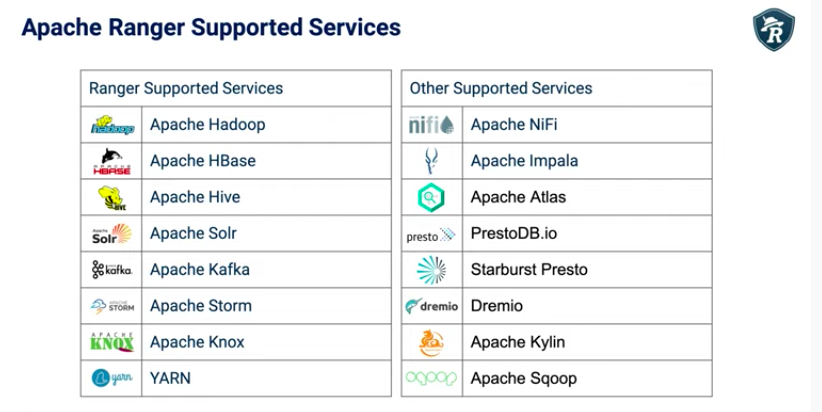 Apache Ranger Supported Services
R
Ranger Supported Services
hadoop Apache Hadoop
APACHE HBASE Apache HBase
HIVE Apache Hive
Apache Solr Apache Solr
kafka. Apache Kafka
APACHE STORM Apache Storm
APACHE KNOX Apache Knox
yarn YARN
Other Supported Services
nifi Apache NiFi
Apache Impala
Apache Atlas
presto PrestoDB.io
Starburst Presto
dremio Dremio
Apache Kylin
sqoop Apache Sqoop